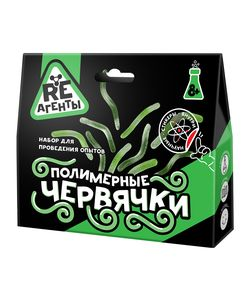 RE
АГЕНТЫ
8+
НАБОР ДЛЯ
ПРОВЕДЕНИЯ ОПЫТОВ
ПОЛИМЕРНЫЕ
ЧЕРВЯЧКИ